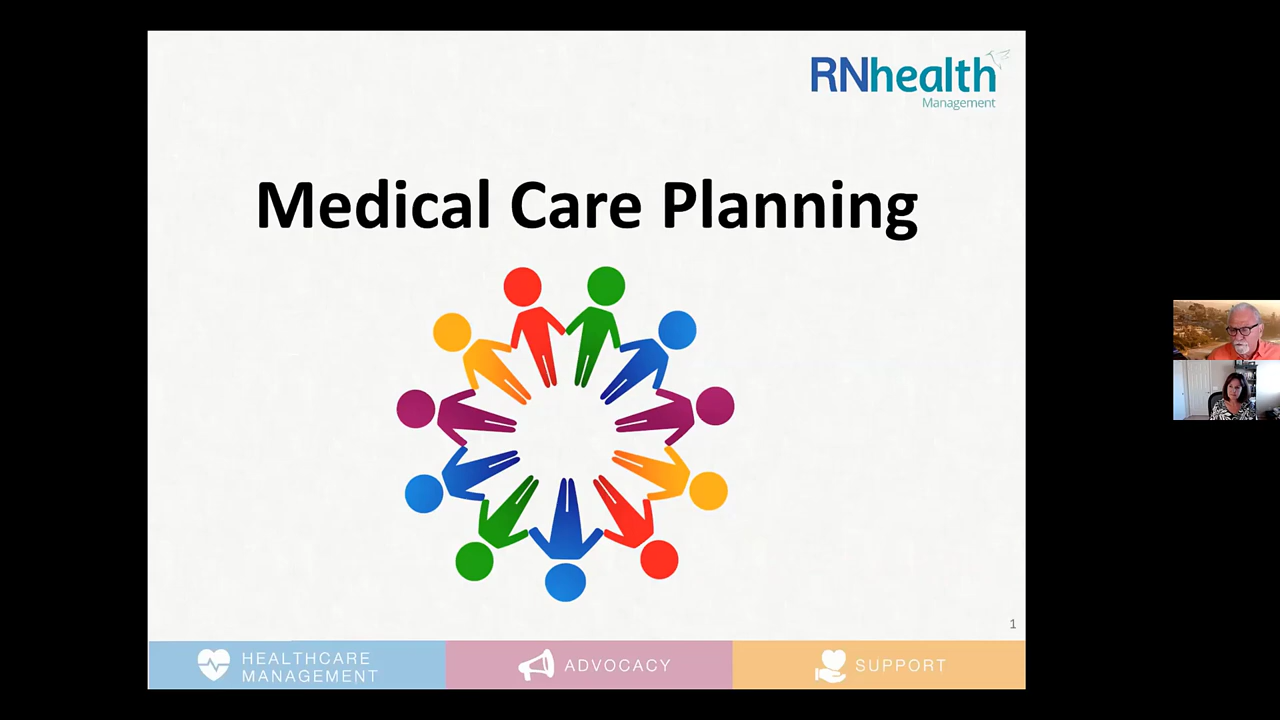 RNhealth
Management
Medical Care Planning
1
HEALTHCARE
MANAGEMENT
ADVOCACY
SUPPORT